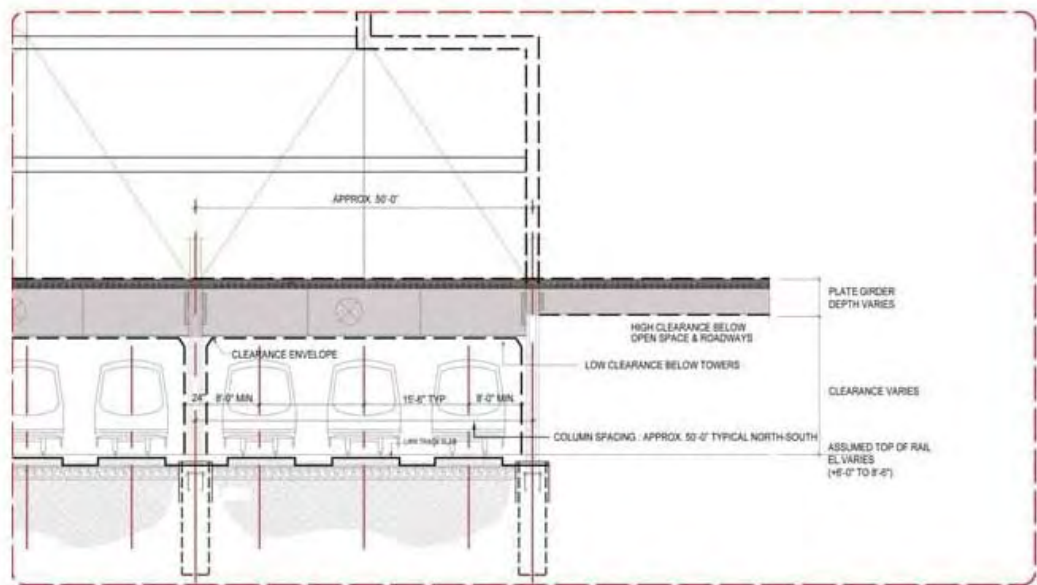 APPROX. 50'-0"
PLATE GIRDER
DEPTH VARIES
HIGH CLEARANCE BELOW
OPEN SPACE & ROADWAYS
CLEARANCE ENVELOPE
LOW CLEARANCE BELOW TOWERS
24" 8'-0" MIN. 15'-6" TYP 8'-0" MIN.
CLEARANCE VARIES
COLUMN SPACING : APPROX. 50'-0" TYPICAL NORTH-SOUTH
ASSUMED TOP OF RAIL
EL VARIES
(+6'-0" TO 8'-6")
TRACK SLAB